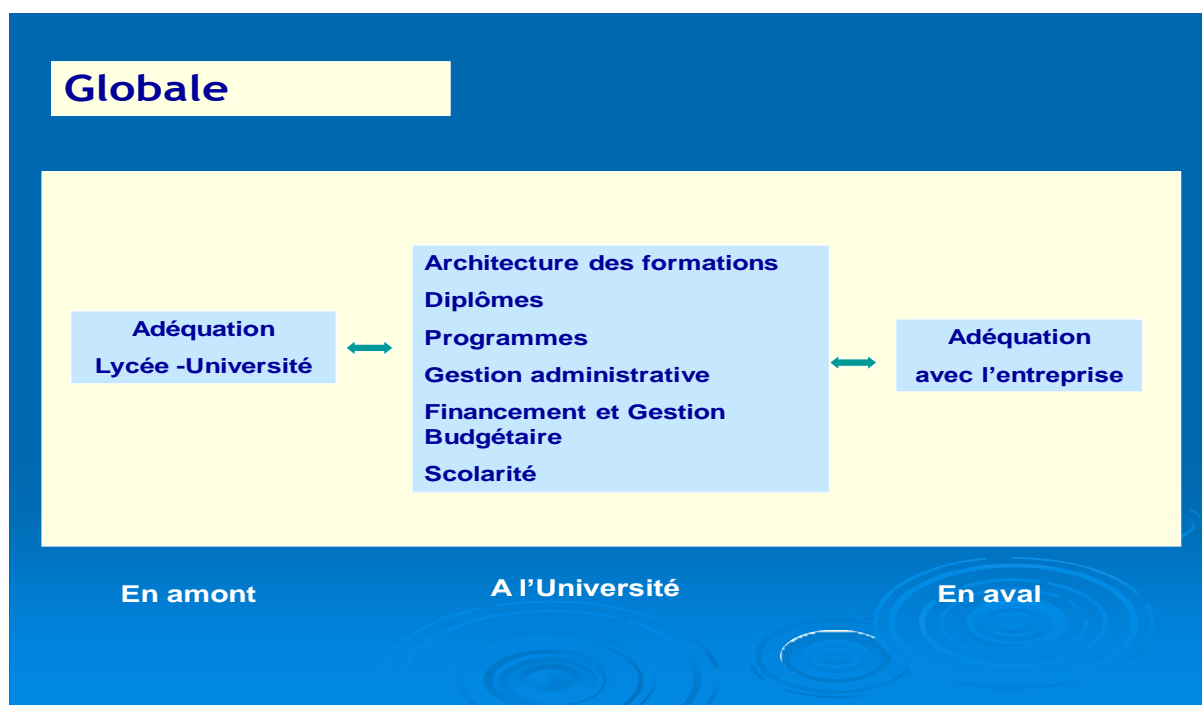 Globale
Adéquation
Lycée -Université
Architecture des formations
Diplômes
Programmes
Gestion administrative
Financement et Gestion
Budgétaire
Scolarité
Adéquation
avec l’entreprise
En amont
A l’Université
En aval